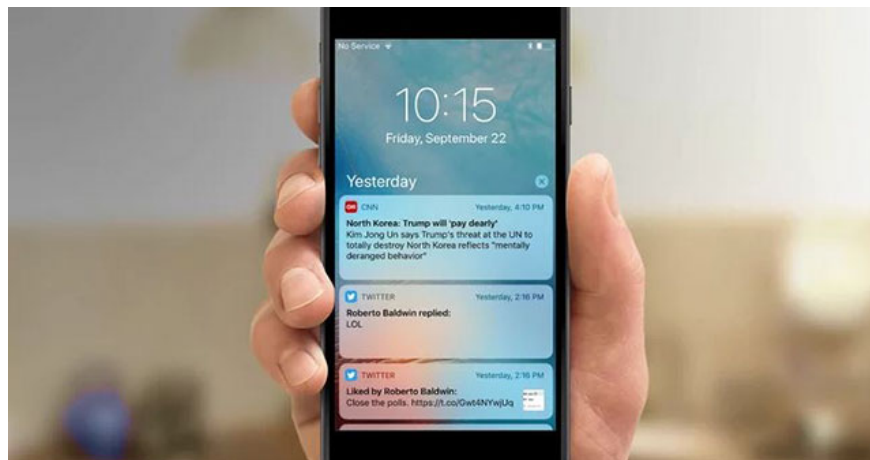 No Service
10:15
Friday, September 22
Yesterday
CNN CNN Yesterday, 4:10 PM
North Korea: Trump will 'pay dearly'
Kim Jong Un says Trump's threat at the UN to
totally destroy North Korea reflects "mentally
deranged behavior"
TWITTER Yesterday, 2:16 PM
Roberto Baldwin replied:
LOL
TWITTER Yesterday, 2:16 PM
Liked by Roberto Baldwin:
Close the polls. https://t.co/Gwt4NYwjUq